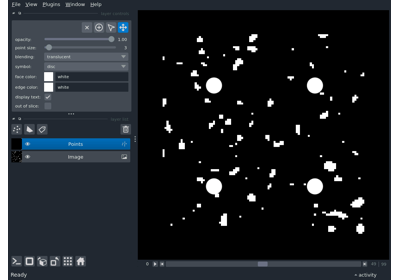 File View Plugins Window Help
opacity: 1.00
point size: 3
blending: translucent
symbol: disc
face color: white
edge color: white
display text:
out of slice:
Points
Image
0
Ready
activity